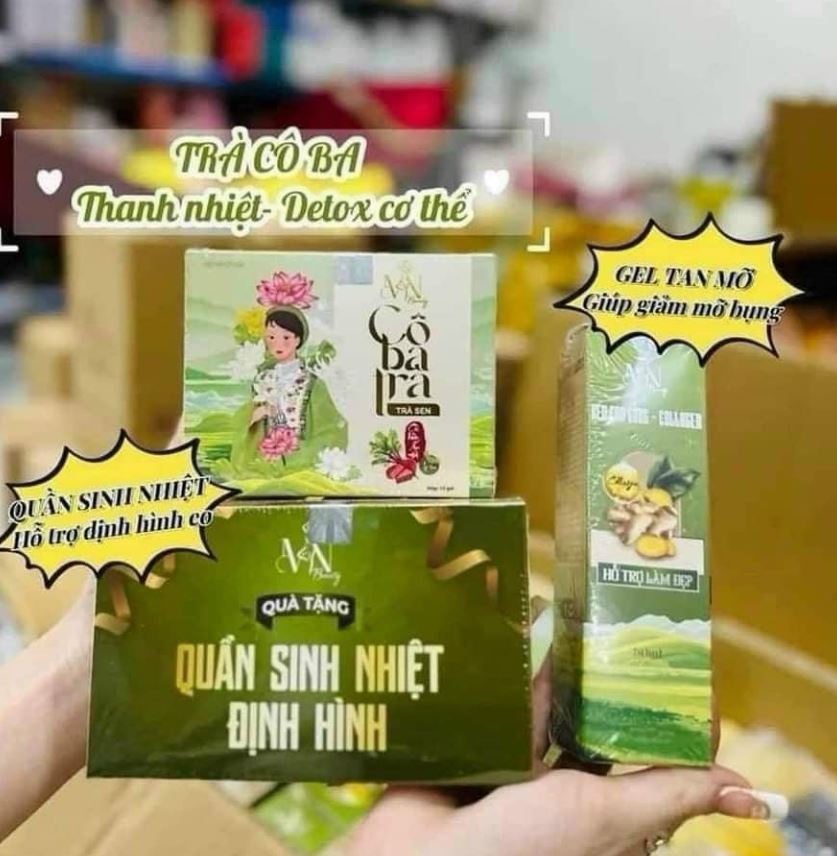 TRÀ CÔ BA
Thanh nhiệt- Detox cơ thể
GEL TAN MỠ
Giúp giảm mỡ bụng
QUẦN SINH NHIỆT
Hỗ trợ định hình cơ
Cô
ba
trà
TRÀ SEN
HỖ TRỢ LÀM ĐẸP
QUÀ TẶNG
QUẦN SINH NHIỆT
ĐỊNH HÌNH